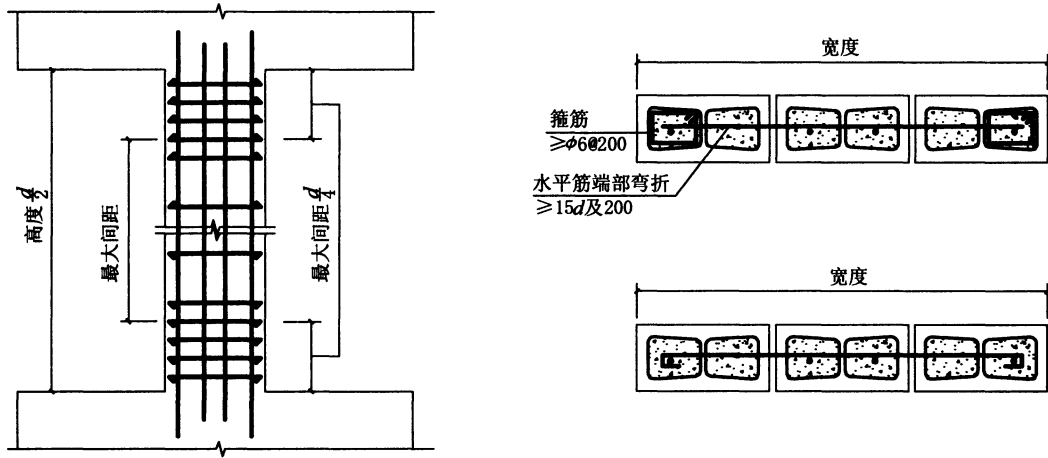 高度d/2
最大间距
最大间距d/4
宽度
箍筋
≥ϕ6@200
水平筋端部弯折
≥15d及200
宽度